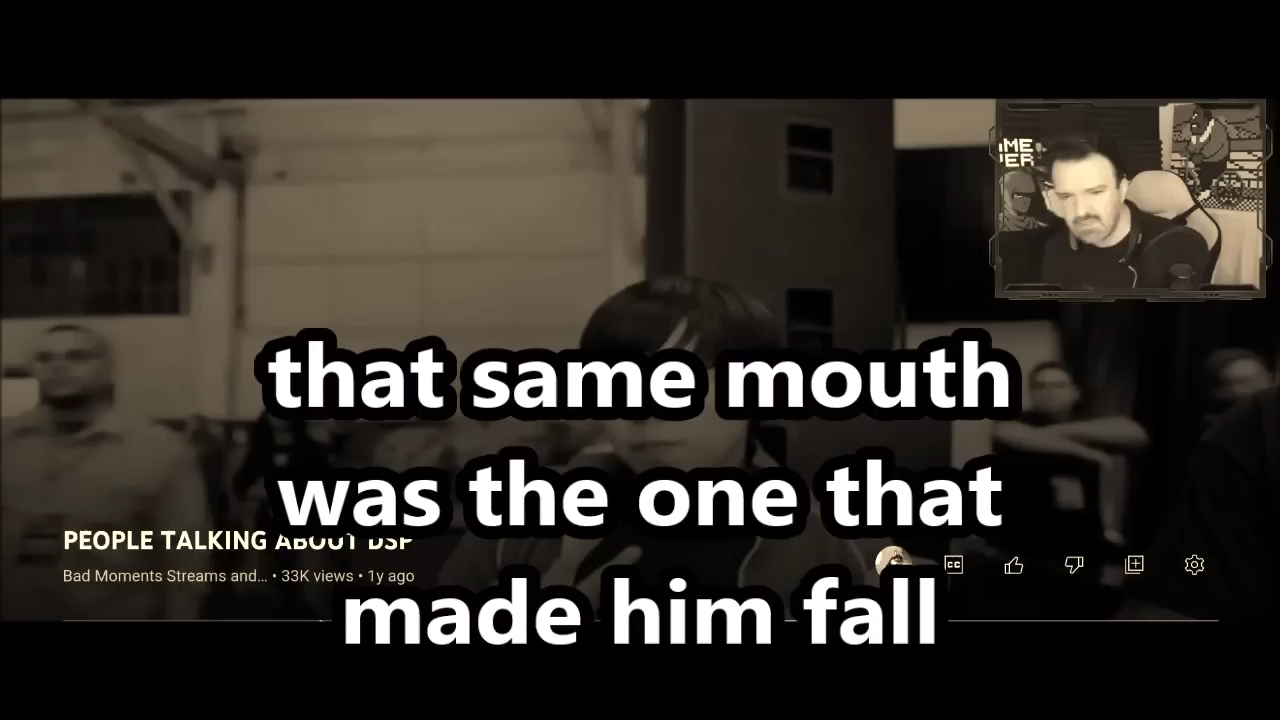 that same mouth
was the one that
made him fall
PEOPLE TALKING ABOUT DSP
Bad Moments Streams and... • 33K views • 1y ago
CC